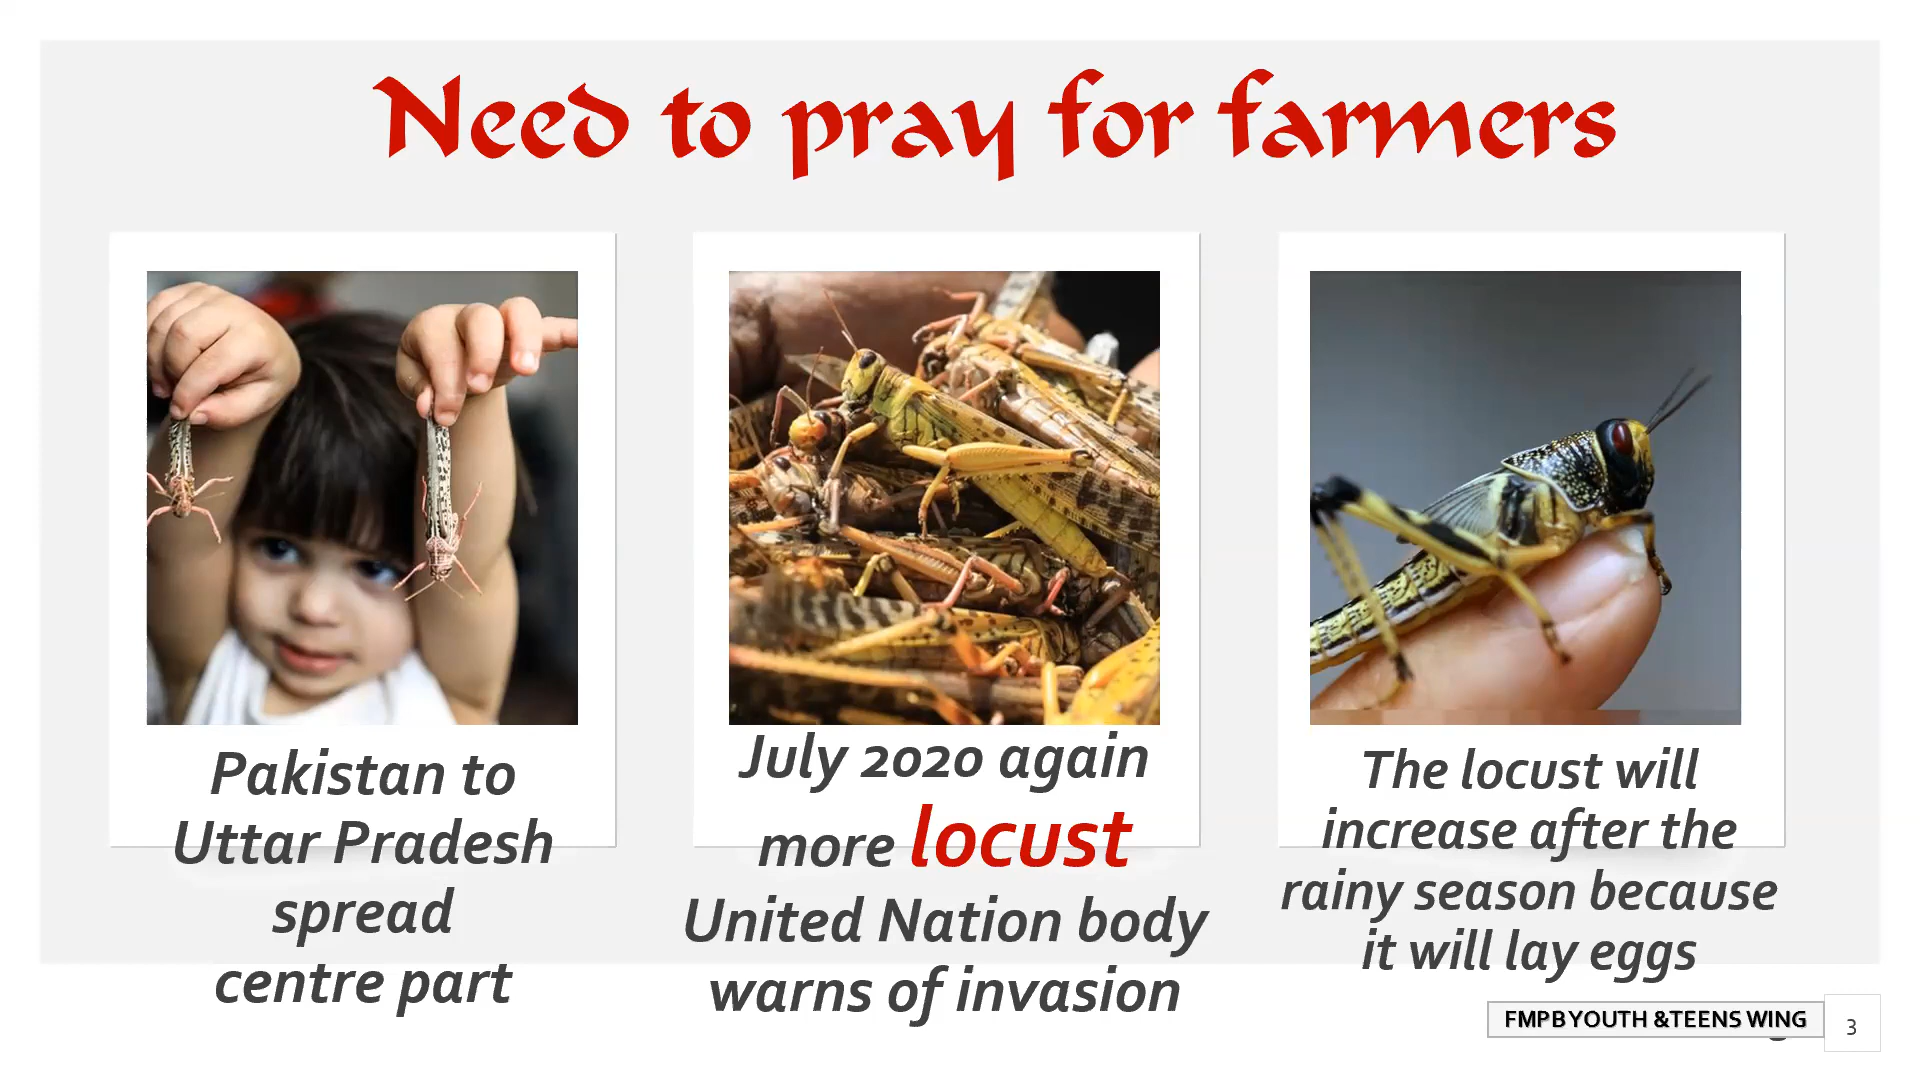 Need to pray for farmers
Pakistan to
Uttar Pradesh
spread
centre part
July 2020 again
more locust
United Nation body
warns of invasion
The locust will
increase after the
rainy season because
it will lay eggs
FMPB YOUTH &TEENS WING
3